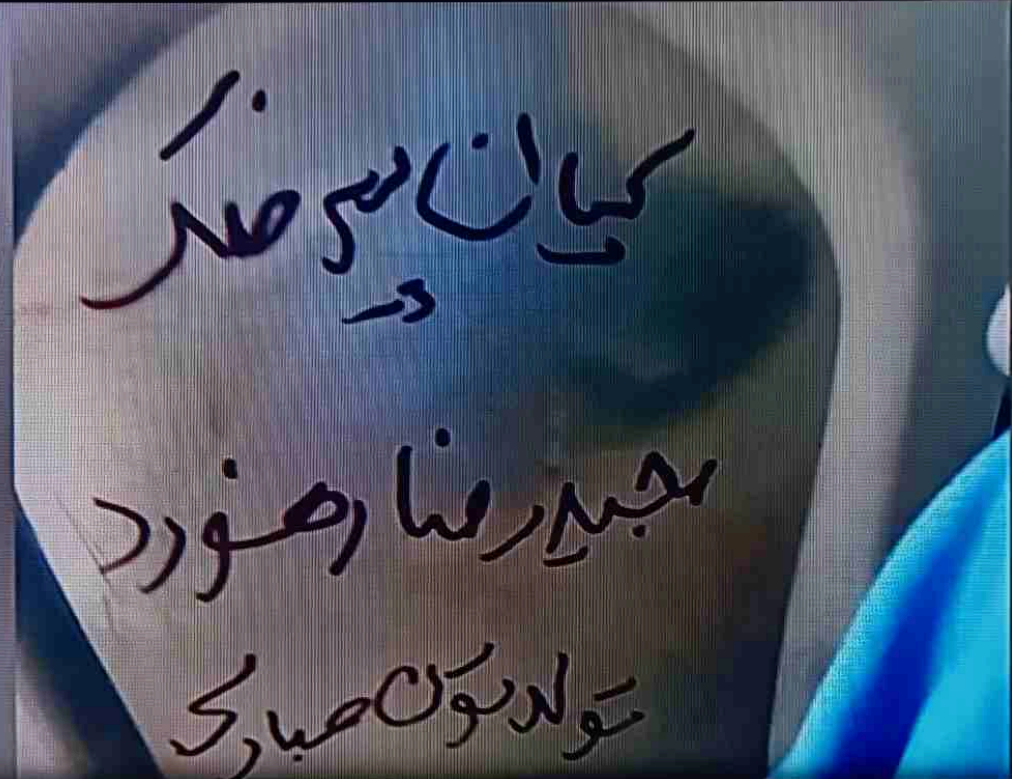 کیان پیرفلک
و
مجیدرضا رهنورد
تولدتون مبارک